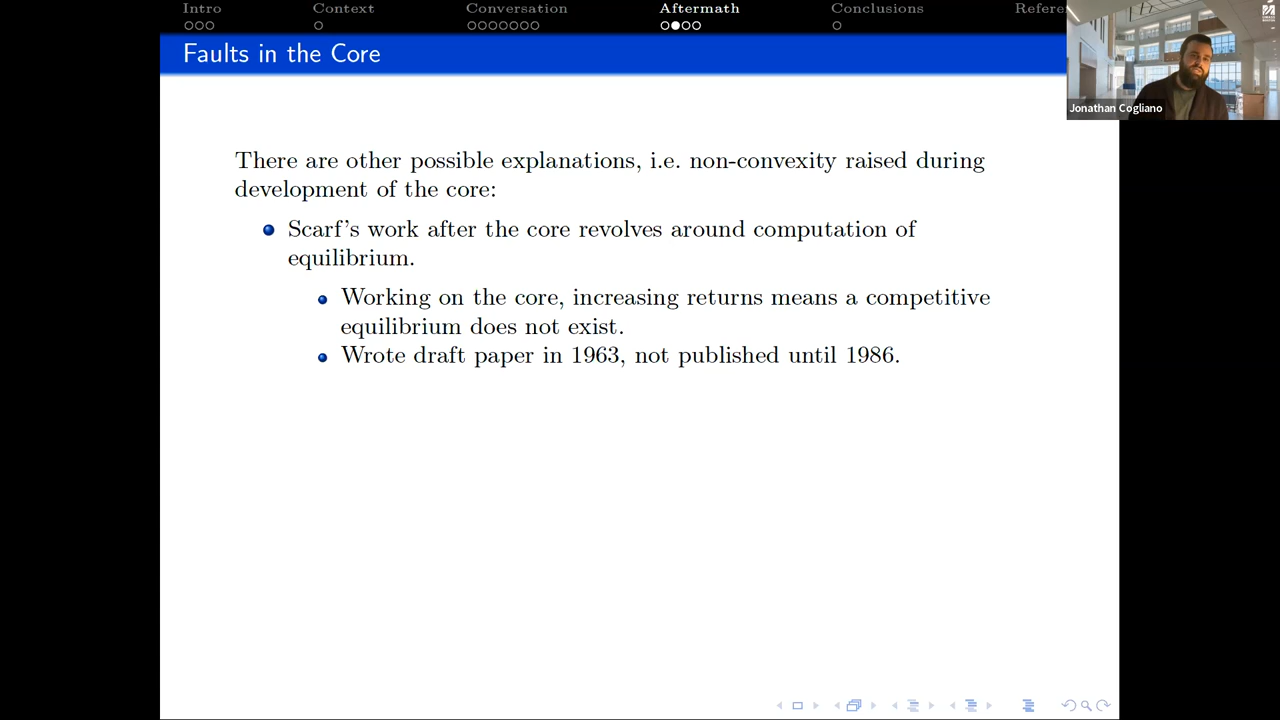 Intro Context Conversation Aftermath Conclusions Refere
Faults in the Core
Jonathan Cogliano
There are other possible explanations, i.e. non-convexity raised during
development of the core:
Scarf's work after the core revolves around computation of
equilibrium.
Working on the core, increasing returns means a competitive
equilibrium does not exist.
Wrote draft paper in 1963, not published until 1986.